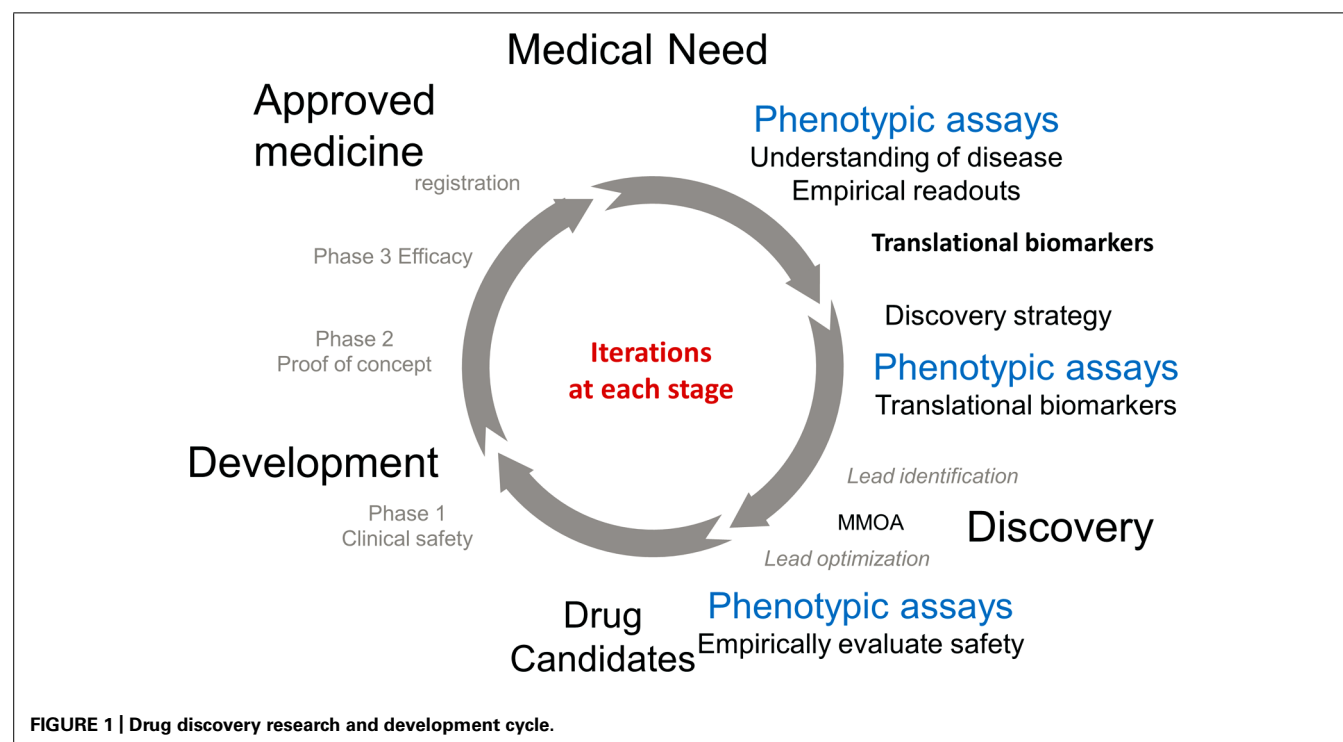 Medical Need
Approved
medicine
registration
Phenotypic assays
Understanding of disease
Empirical readouts
Translational biomarkers
Phase 3 Efficacy
Discovery strategy
Phase 2
Proof of concept
Iterations
at each stage
Phenotypic assays
Translational biomarkers
Development
Lead identification
Phase 1
Clinical safety
MMOA
Discovery
Lead optimization
Drug
Candidates
Phenotypic assays
Empirically evaluate safety
FIGURE 1 | Drug discovery research and development cycle.